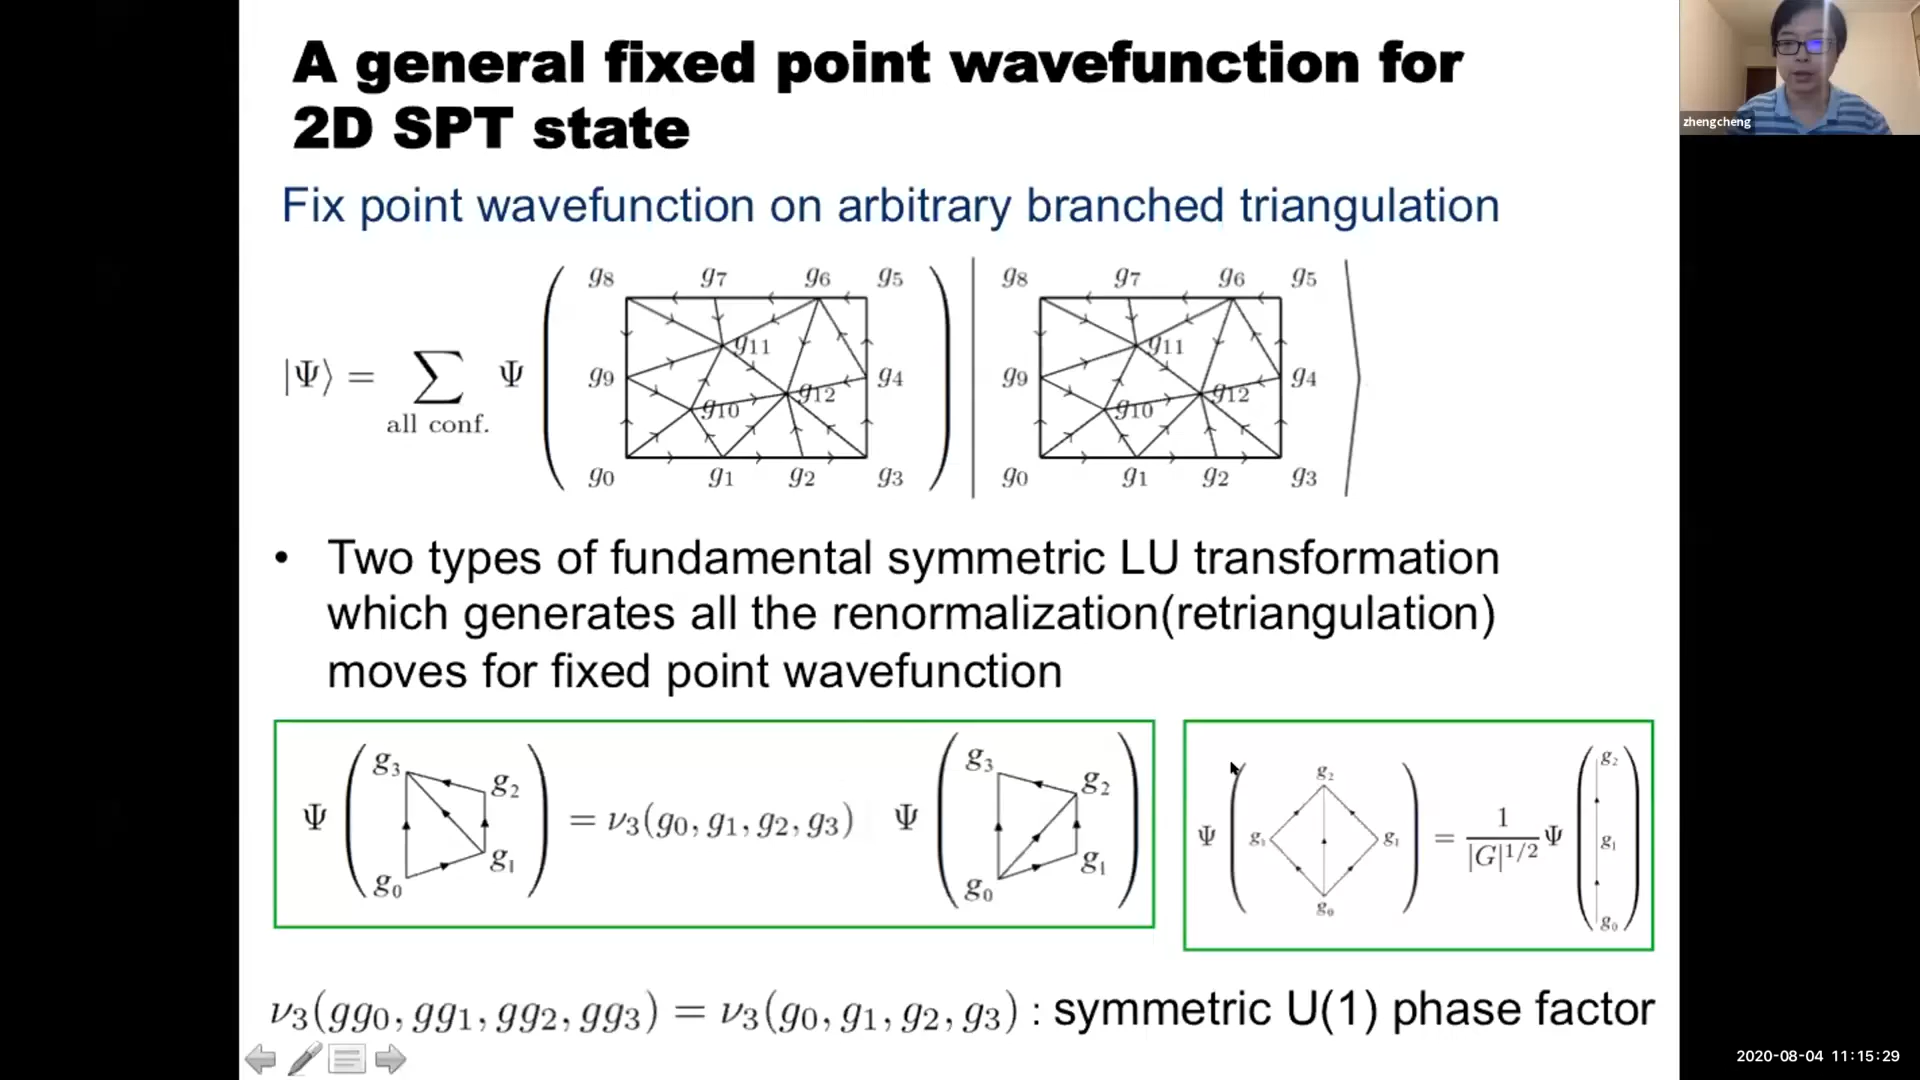 A general fixed point wavefunction for
2D SPT state
zhengcheng
Fix point wavefunction on arbitrary branched triangulation
|Ψ⟩ = ∑ Ψ
all conf.
g8 g7 g6 g5
g9 g11 g4
g10 g12
g0 g1 g2 g3
g8 g7 g6 g5
g9 g11 g4
g10 g12
g0 g1 g2 g3
• Two types of fundamental symmetric LU transformation
which generates all the renormalization(retriangulation)
moves for fixed point wavefunction
Ψ ( g3 g2 g1 g0 ) = ν3(g0, g1, g2, g3) Ψ ( g3 g2 g1 g0 )
Ψ ( g2 g3 g1 g0 ) = 1/|G|^1/2 Ψ ( g2 g1 g0 )
ν3(gg0, gg1, gg2, gg3) = ν3(g0, g1, g2, g3) : symmetric U(1) phase factor
2020-08-04 11:15:29